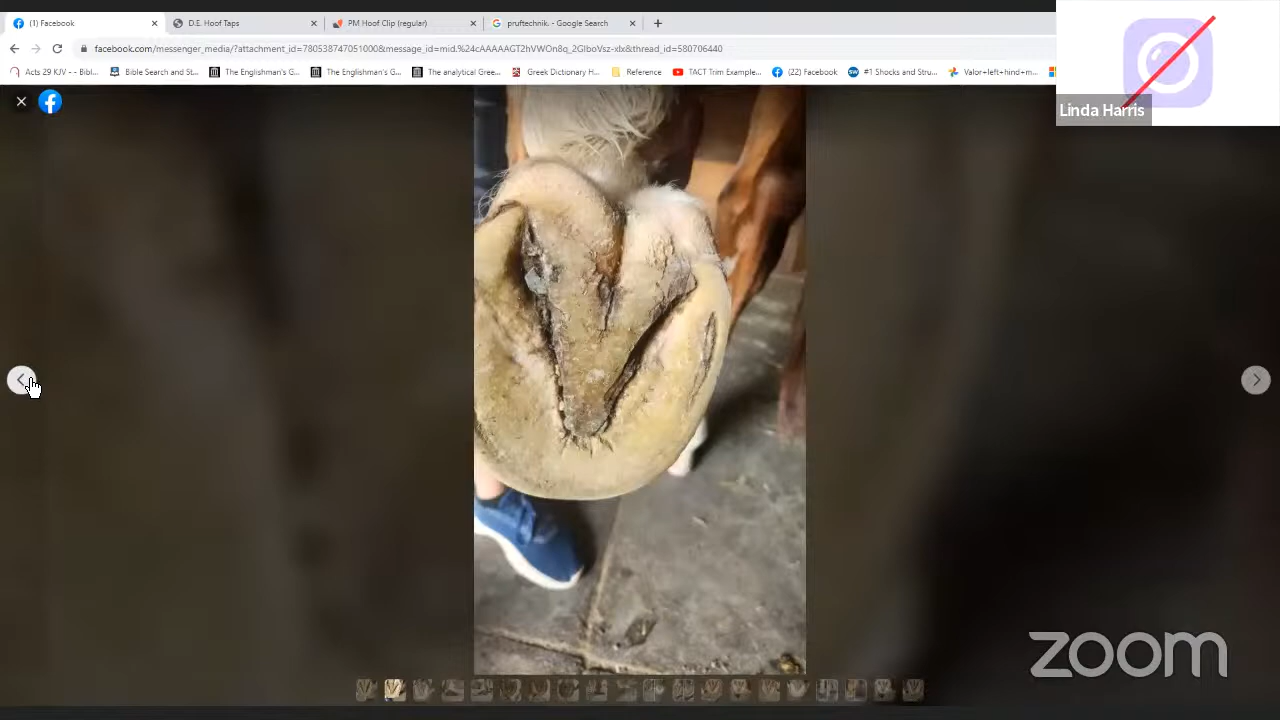 (1) Facebook
D.E. Hoof Taps
PM Hoof Clip (regular)
pruftechnik. - Google Search
facebook.com/messenger_media/?attachment_id=780538747051000&message_id=mid.%24cAAAAAGT2hVWOn8q_2GIboVsz-xlx&thread_id=580706440
Acts 29 KJV - - Bibl...
Bible Search and St...
The Englishman's G...
The Englishman's G...
The analytical Gree...
Greek Dictionary H...
Reference
TACT Trim Example...
(22) Facebook
#1 Shocks and Stru...
Valor+left+hind+m...
Linda Harris
zoom